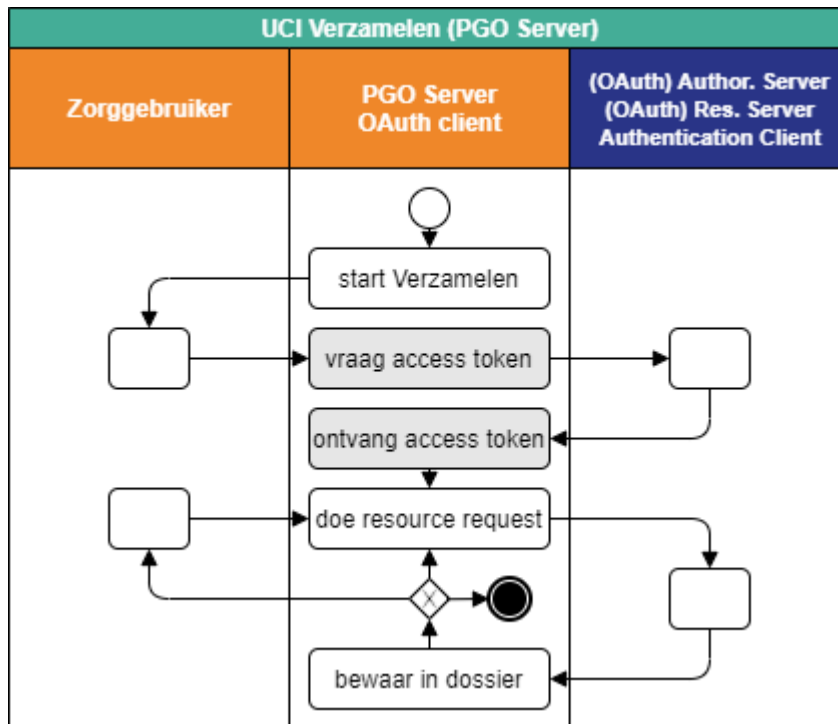 UCI Verzamelen (PGO Server)
Zorggebruiker
PGO Server
OAuth client
(OAuth) Author. Server
(OAuth) Res. Server
Authentication Client
start Verzamelen
vraag access token
ontvang access token
doe resource request
X
bewaar in dossier